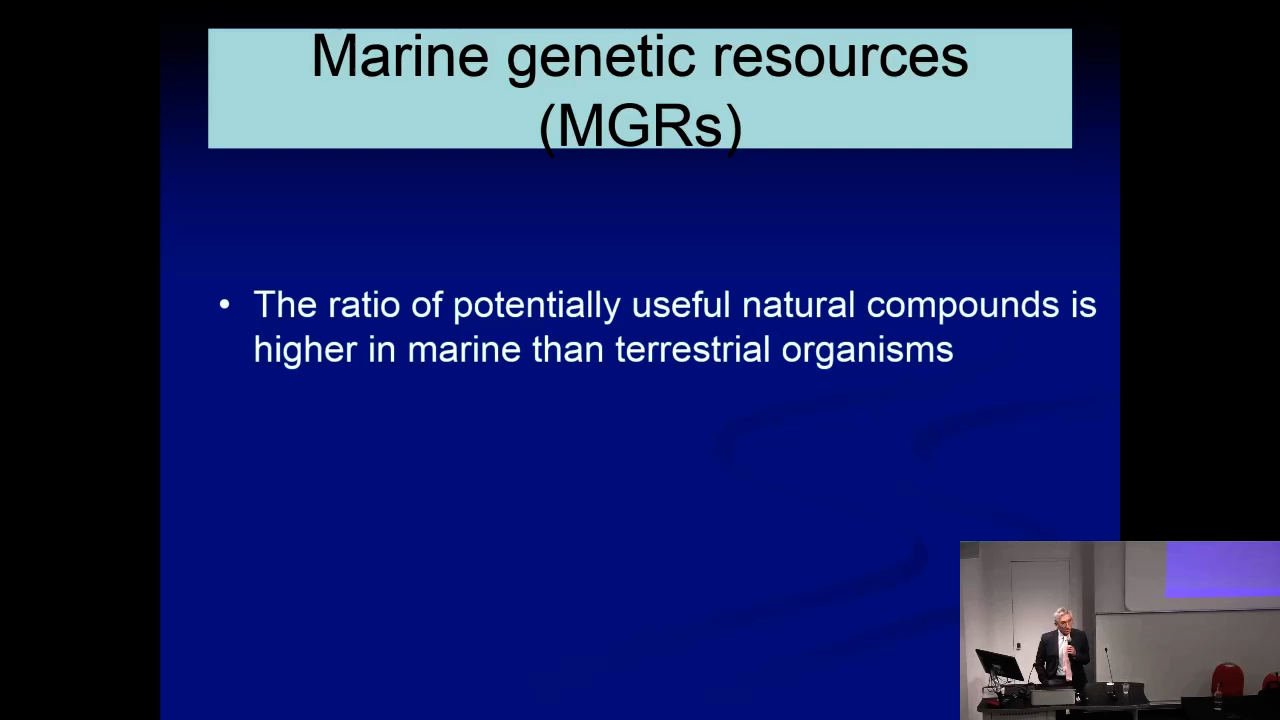 Marine genetic resources
(MGRs)
• The ratio of potentially useful natural compounds is
higher in marine than terrestrial organisms